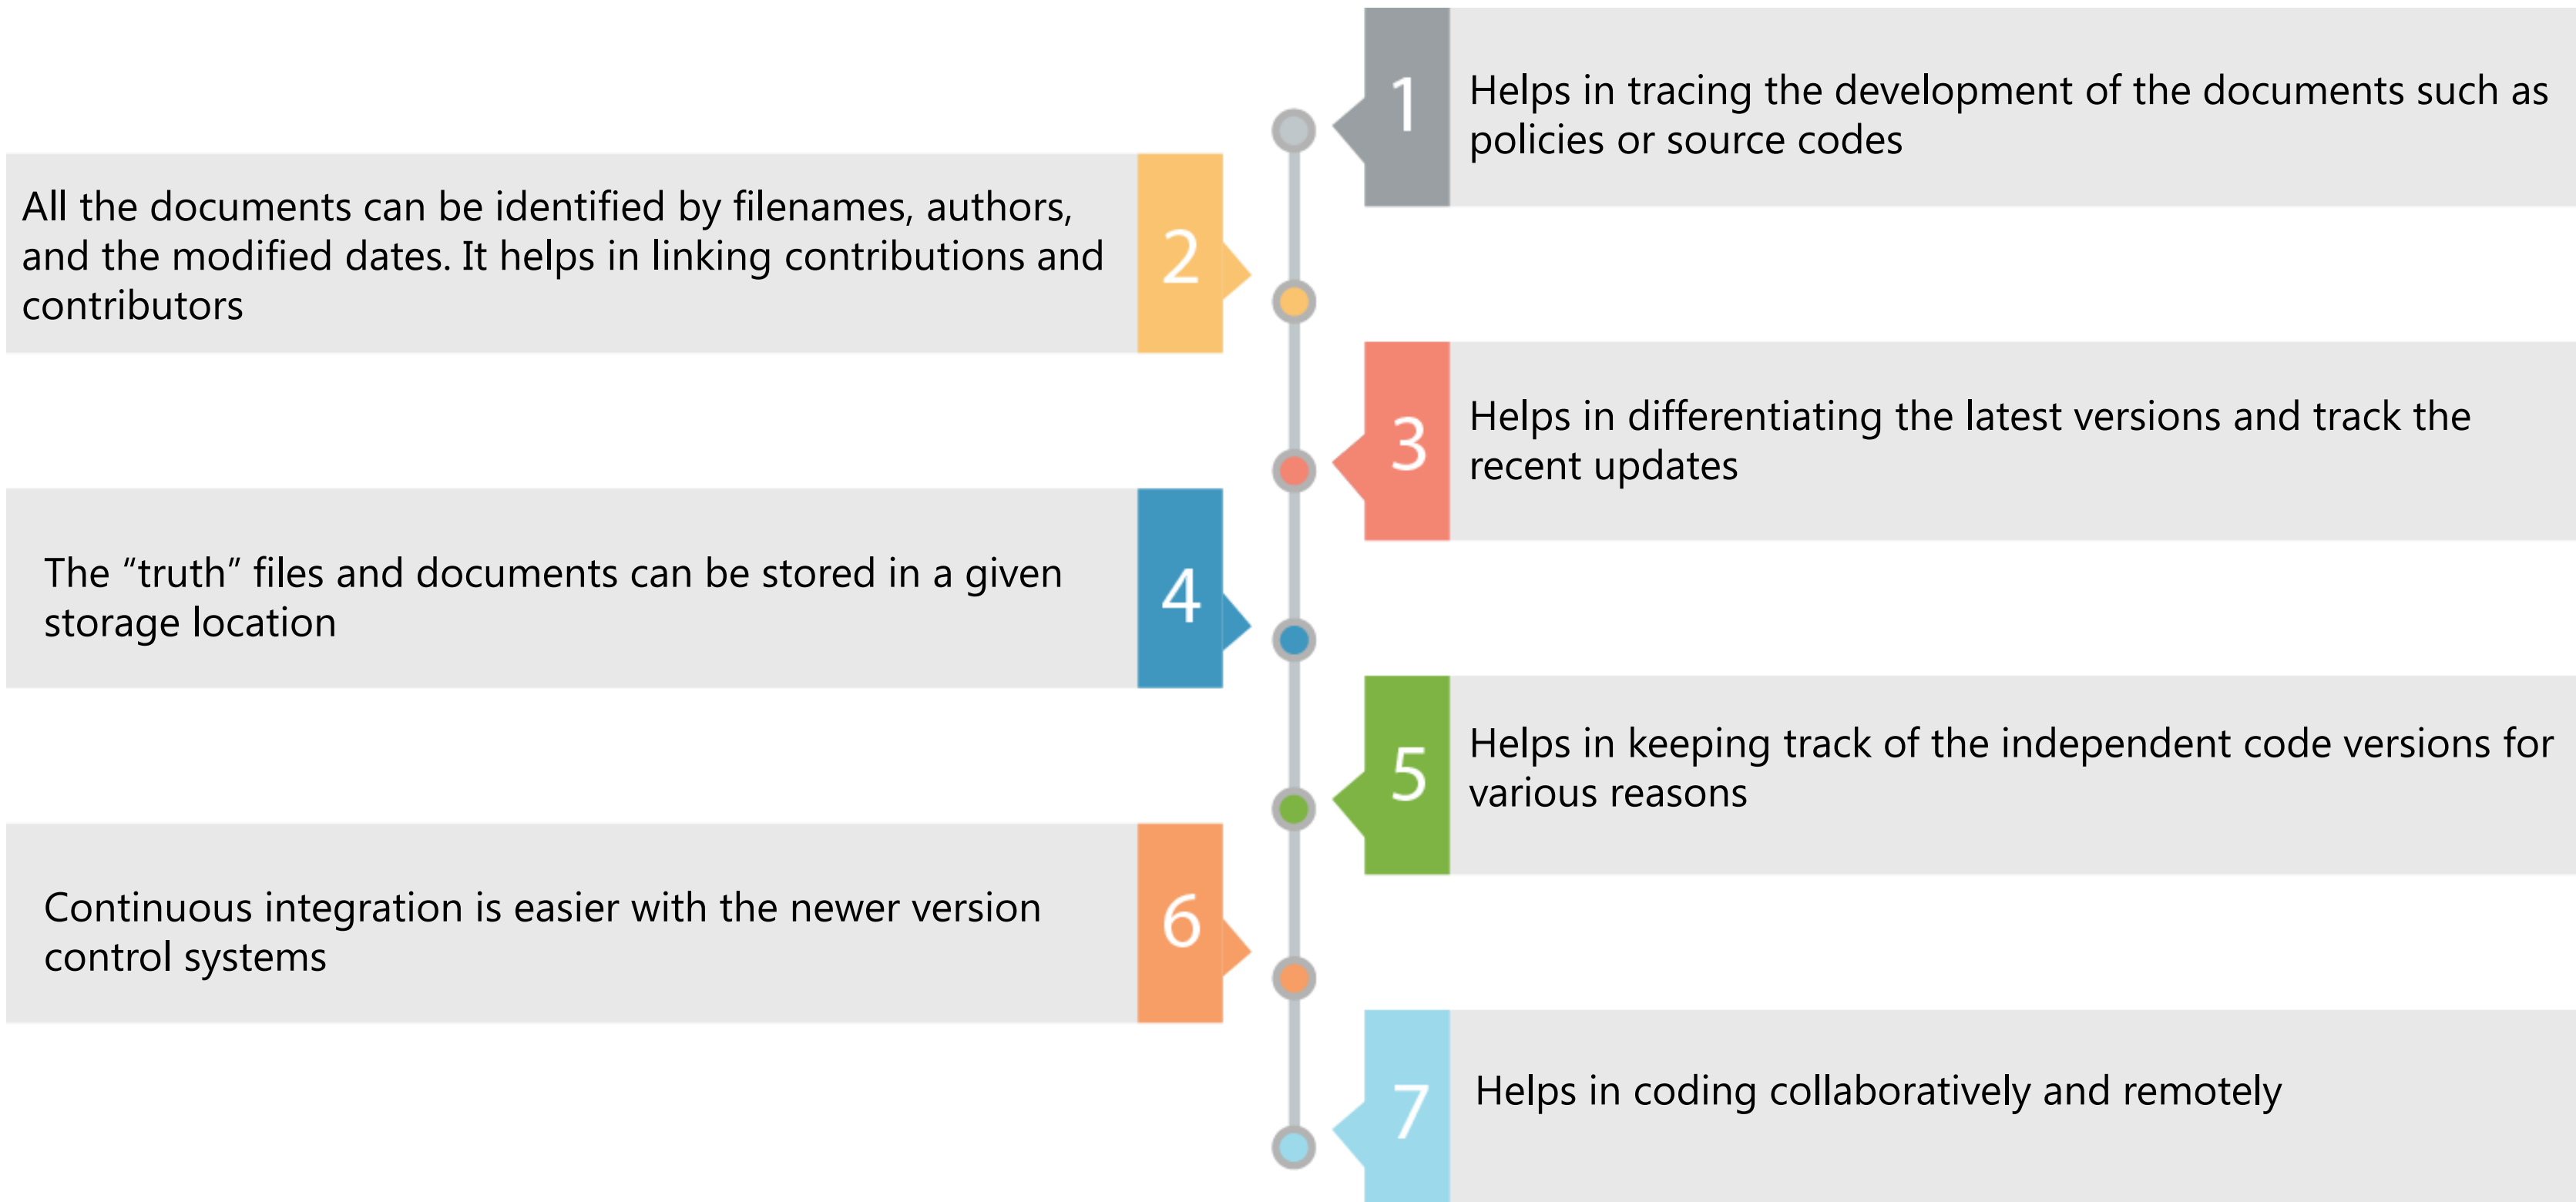 1
Helps in tracing the development of the documents such as
policies or source codes
2
All the documents can be identified by filenames, authors,
and the modified dates. It helps in linking contributions and
contributors
3
Helps in differentiating the latest versions and track the
recent updates
4
The “truth” files and documents can be stored in a given
storage location
5
Helps in keeping track of the independent code versions for
various reasons
6
Continuous integration is easier with the newer version
control systems
7
Helps in coding collaboratively and remotely